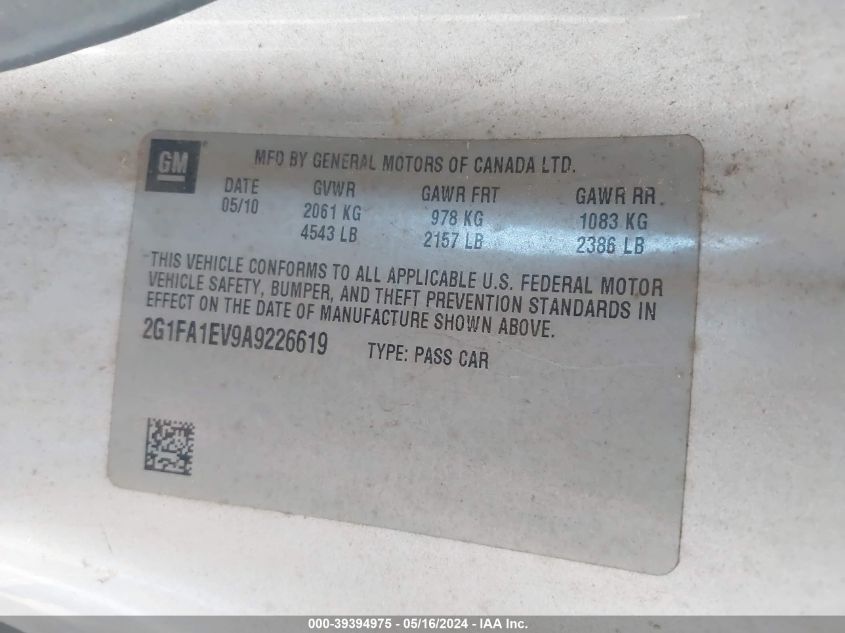 GM
MFD BY GENERAL MOTORS OF CANADA LTD.
DATE GVWR GAWR FRT GAWR RR.
05/10 2061 KG 978 KG 1083 KG
4543 LB 2157 LB 2386 LB
THIS VEHICLE CONFORMS TO ALL APPLICABLE U.S. FEDERAL MOTOR
VEHICLE SAFETY, BUMPER, AND THEFT PREVENTION STANDARDS IN
EFFECT ON THE DATE OF MANUFACTURE SHOWN ABOVE.
2G1FA1EV9A9226619 TYPE: PASS CAR
000-39394975 - 05/16/2024 - IAA Inc.